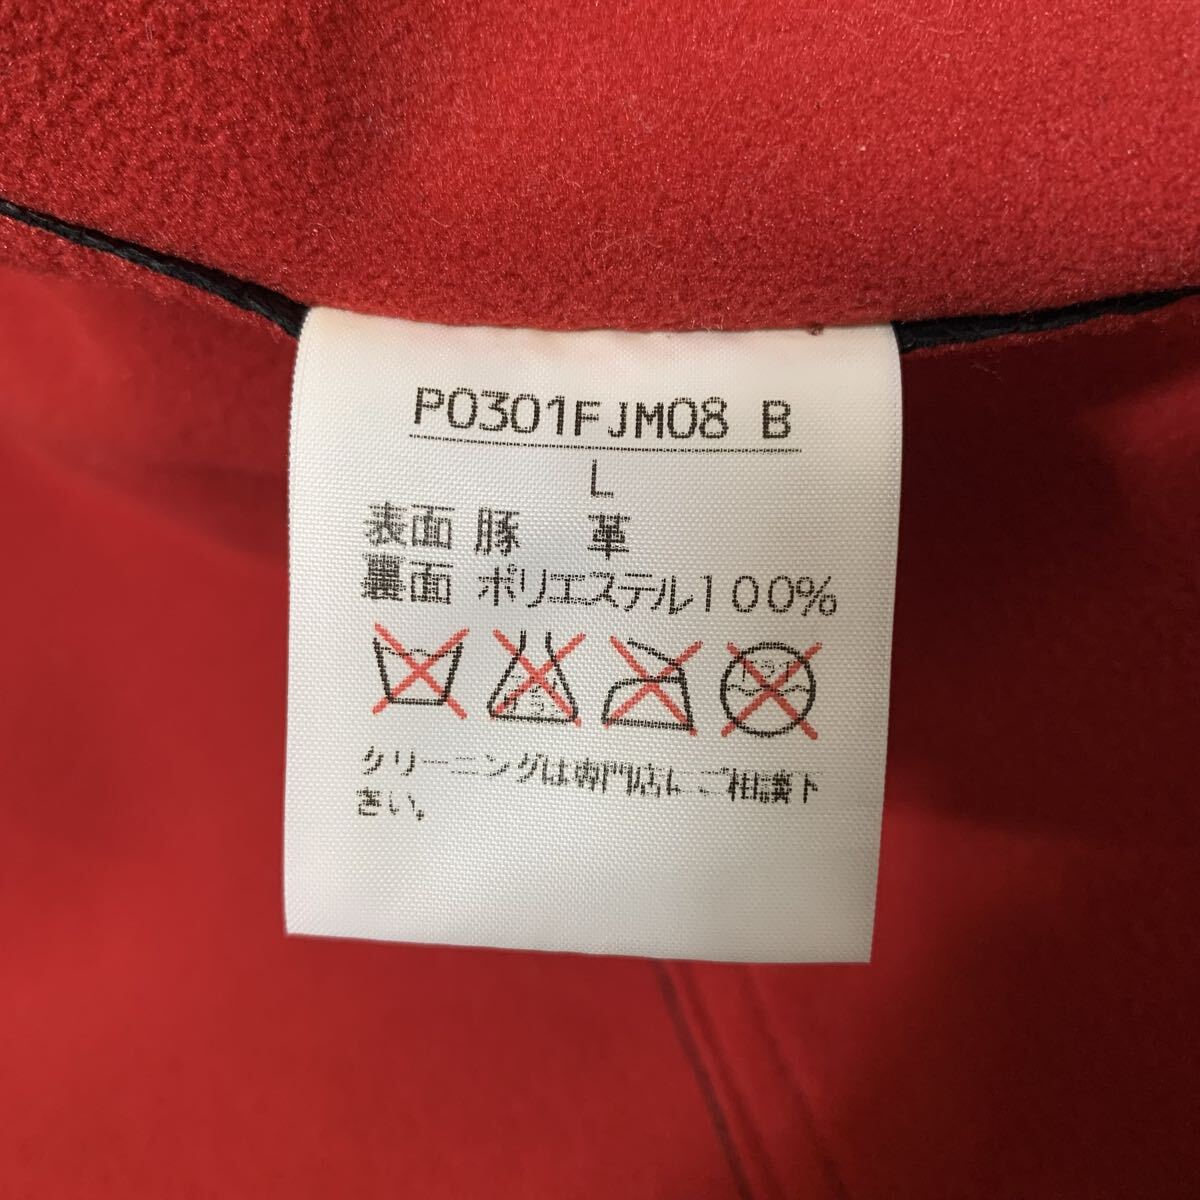 P0301FJM08 B
L
表面 豚 革
裏面 ポリエステル100%
クリーニングは専門店にご相談下
さい。